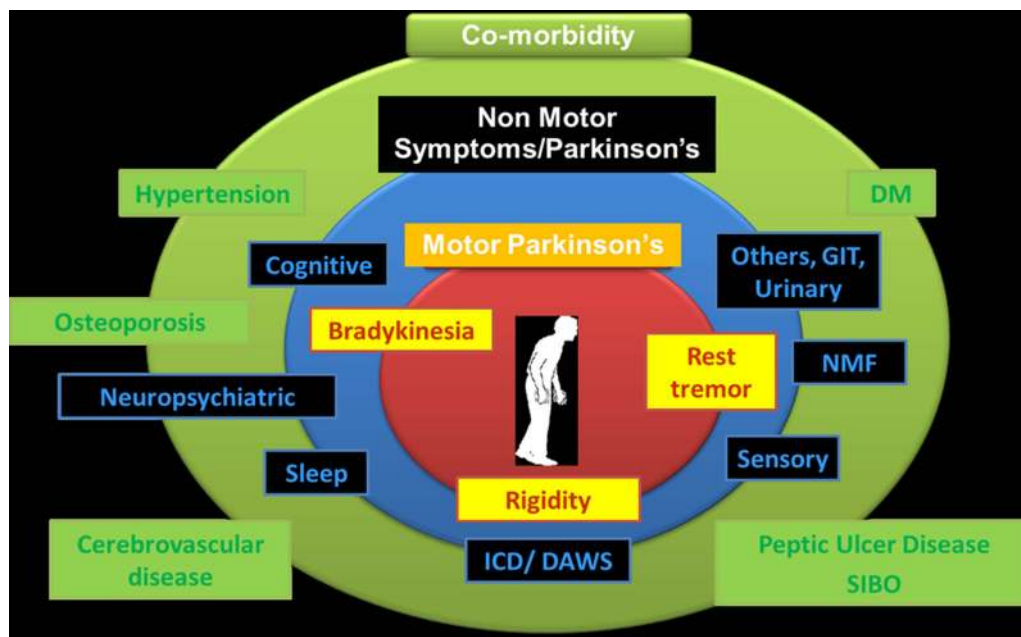 Co-morbidity
Non Motor
Symptoms/Parkinson's
Hypertension
DM
Motor Parkinson's
Cognitive
Others, GIT,
Urinary
Osteoporosis
Bradykinesia
Rest
tremor
NMF
Neuropsychiatric
Sleep
Sensory
Rigidity
Cerebrovascular
disease
ICD/ DAWS
Peptic Ulcer Disease
SIBO